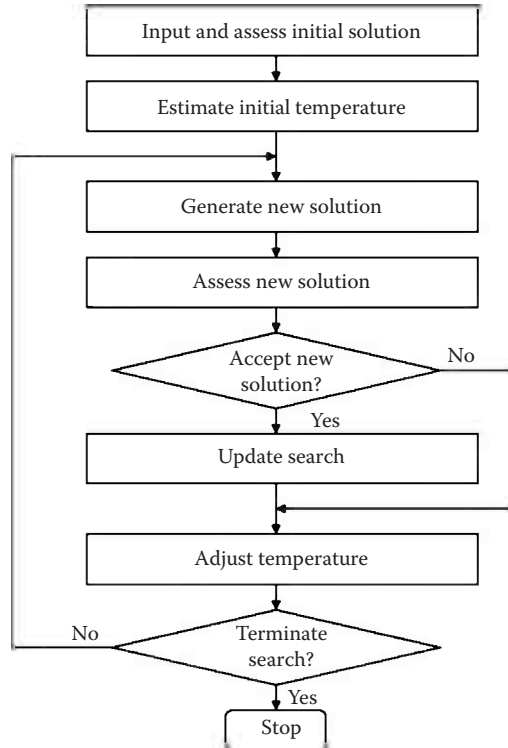 Input and assess initial solution
Estimate initial temperature
Generate new solution
Assess new solution
Accept new
solution?
No
Yes
Update search
Adjust temperature
No
Terminate
search?
Yes
Stop